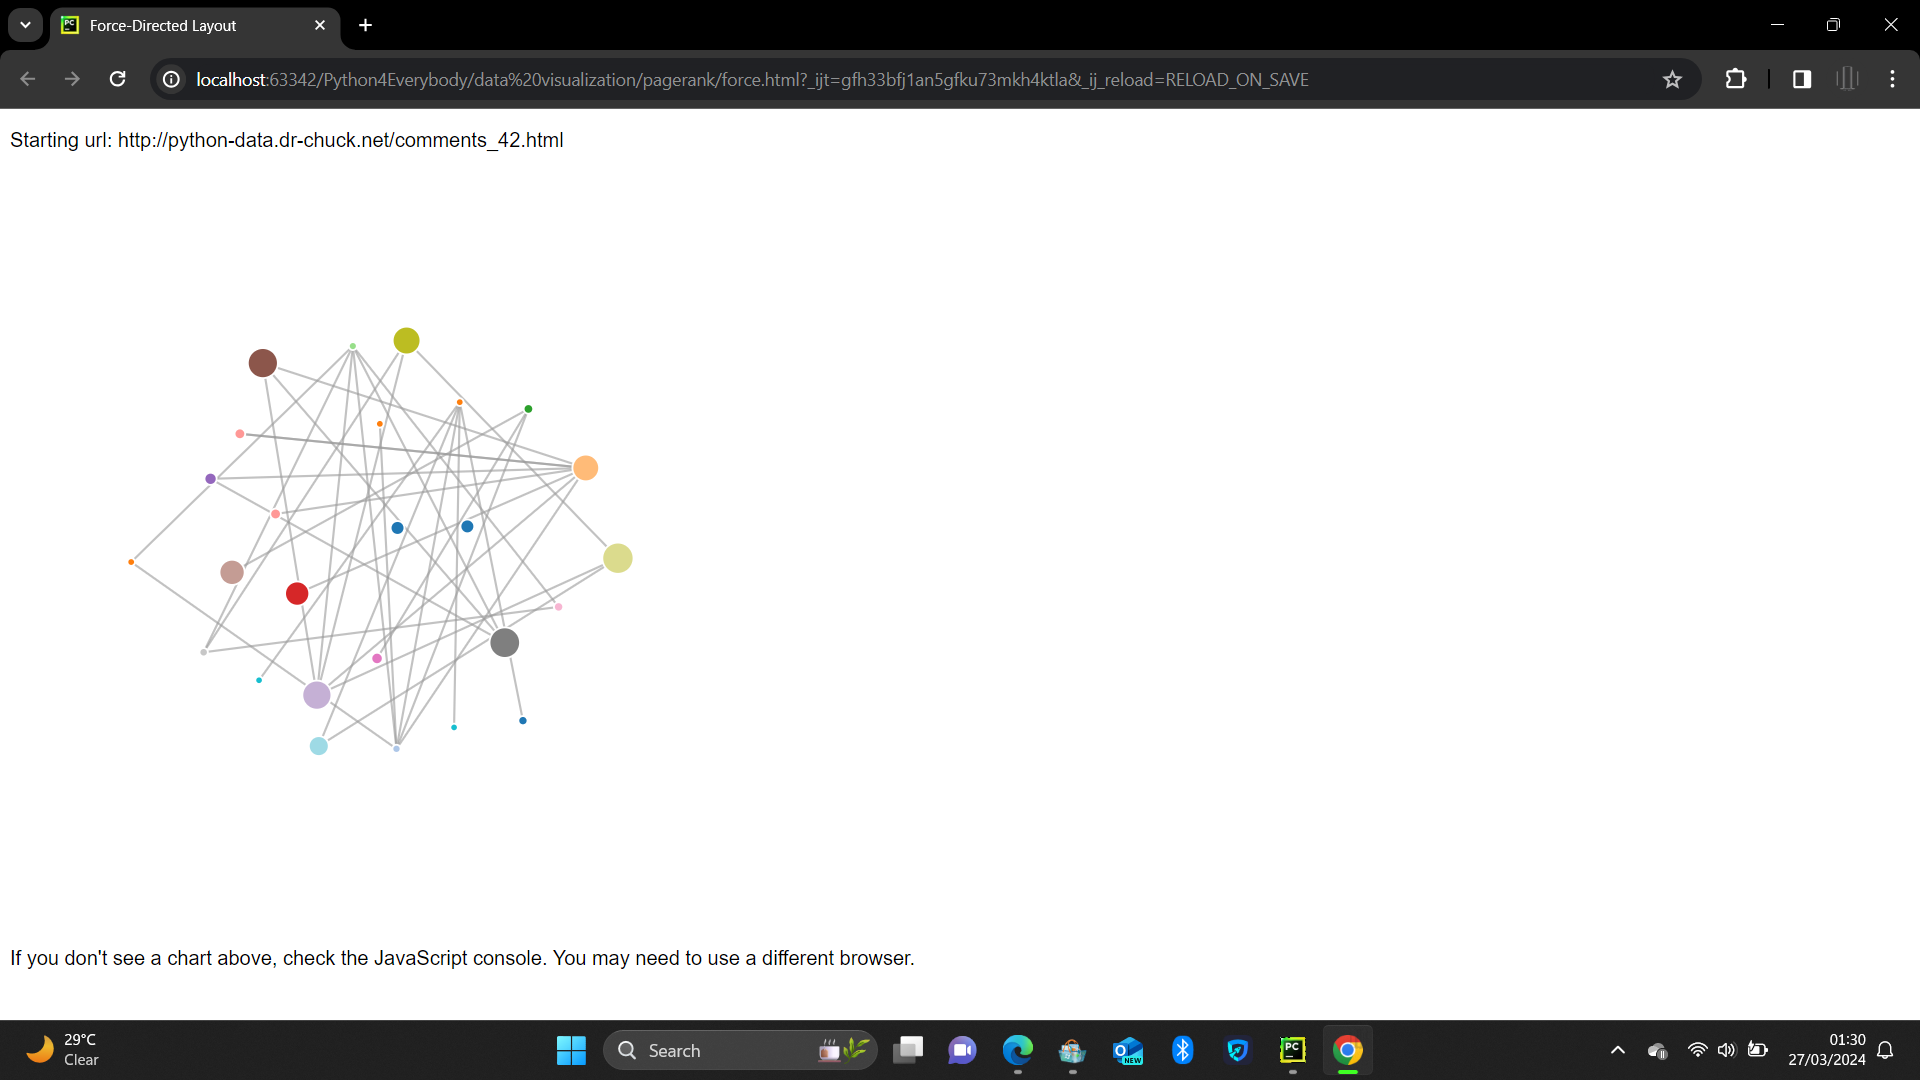 Force-Directed Layout
localhost:63342/Python4Everybody/data%20visualization/pagerank/force.html?_ijt=gfh33bfj1an5gfku73mkh4ktla&_ij_reload=RELOAD_ON_SAVE
Starting url: http://python-data.dr-chuck.net/comments_42.html
If you don't see a chart above, check the JavaScript console. You may need to use a different browser.
29°C
Clear
Search
NEW
PC
01:30
27/03/2024